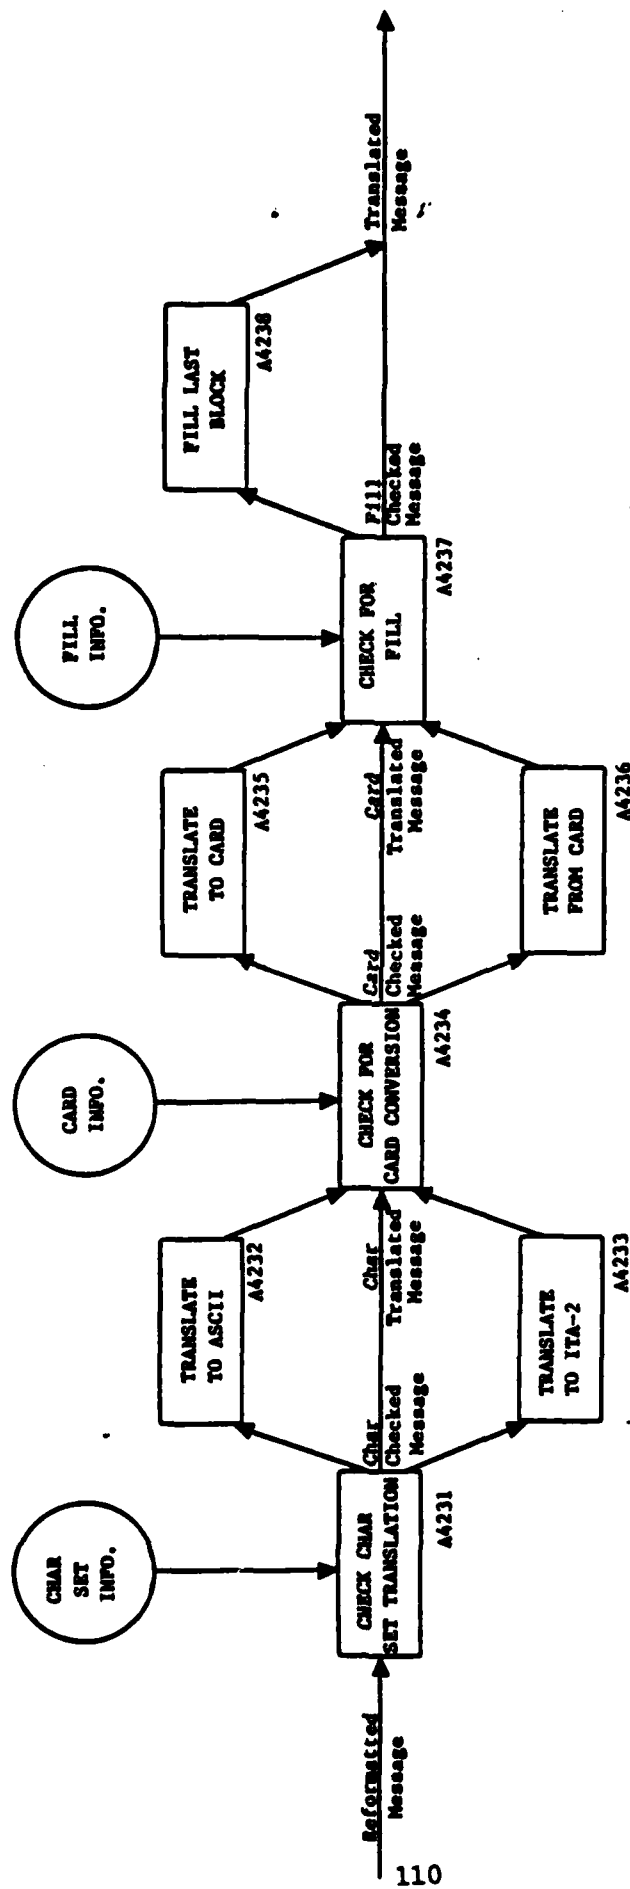 CHAR
SET
INFO.
CARD
INFO.
FILL
INFO.
TRANSLATE
TO ASCII
A4232
TRANSLATE
TO CARD
A4235
FILL LAST
BLOCK
A4238
Reformatted
Message
CHECK CHAR
SET TRANSLATION
A4231
Char
Checked
Message
Char
Translated
Message
CHECK FOR
CARD CONVERSION
A4234
Card
Checked
Message
Card
Translated
Message
CHECK FOR
FILL
A4237
Fill
Checked
Message
Translated
Message
TRANSLATE
TO ITA-2
A4233
TRANSLATE
FROM CARD
A4236
110